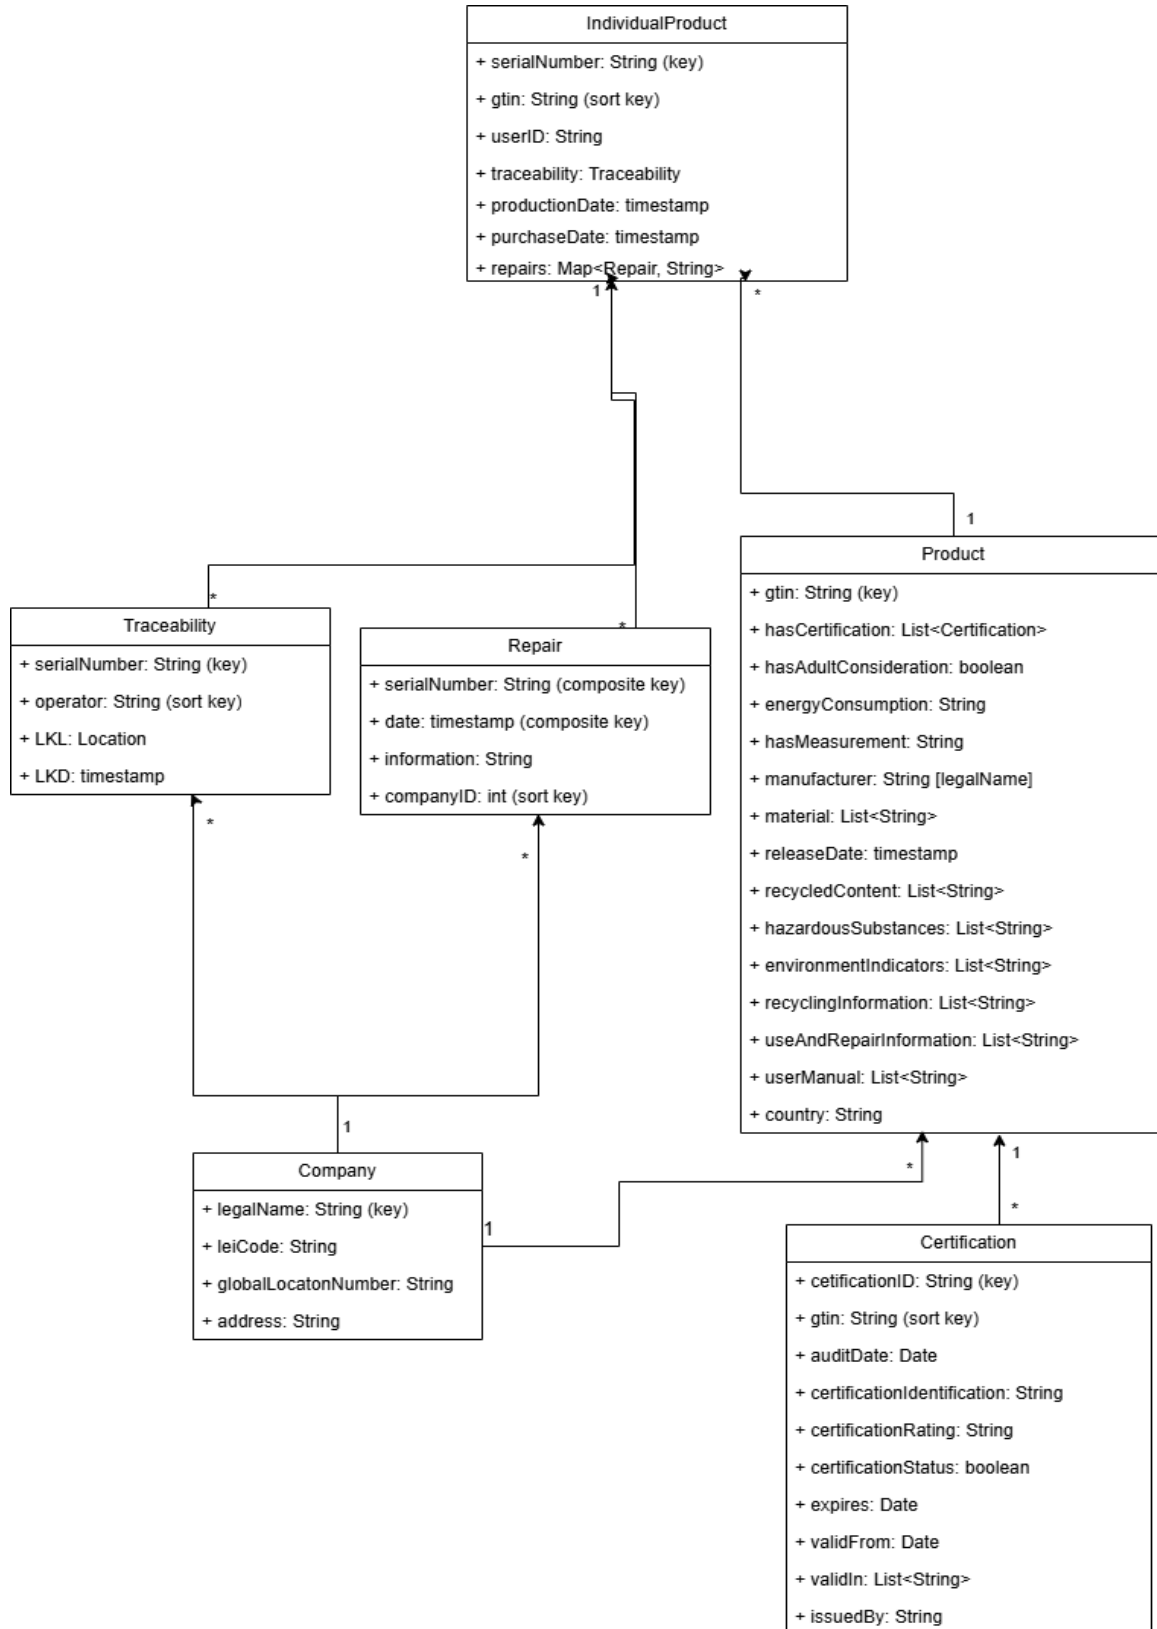 IndividualProduct
+ serialNumber: String (key)
+ gtin: String (sort key)
+ userID: String
+ traceability: Traceability
+ productionDate: timestamp
+ purchaseDate: timestamp
+ repairs: Map<Repair, String>
1
*
1
*
Traceability
+ serialNumber: String (key)
+ operator: String (sort key)
+ LKL: Location
+ LKD: timestamp
*
*
Repair
+ serialNumber: String (composite key)
+ date: timestamp (composite key)
+ information: String
+ companyID: int (sort key)
*
Product
+ gtin: String (key)
+ hasCertification: List<Certification>
+ hasAdultConsideration: boolean
+ energyConsumption: String
+ hasMeasurement: String
+ manufacturer: String [legalName]
+ material: List<String>
+ releaseDate: timestamp
+ recycledContent: List<String>
+ hazardousSubstances: List<String>
+ environmentIndicators: List<String>
+ recyclingInformation: List<String>
+ useAndRepairInformation: List<String>
+ userManual: List<String>
+ country: String
1
Company
+ legalName: String (key)
+ leiCode: String
+ globalLocatonNumber: String
+ address: String
1
*
1
*
Certification
+ cetificationID: String (key)
+ gtin: String (sort key)
+ auditDate: Date
+ certificationIdentification: String
+ certificationRating: String
+ certificationStatus: boolean
+ expires: Date
+ validFrom: Date
+ validIn: List<String>
+ issuedBy: String